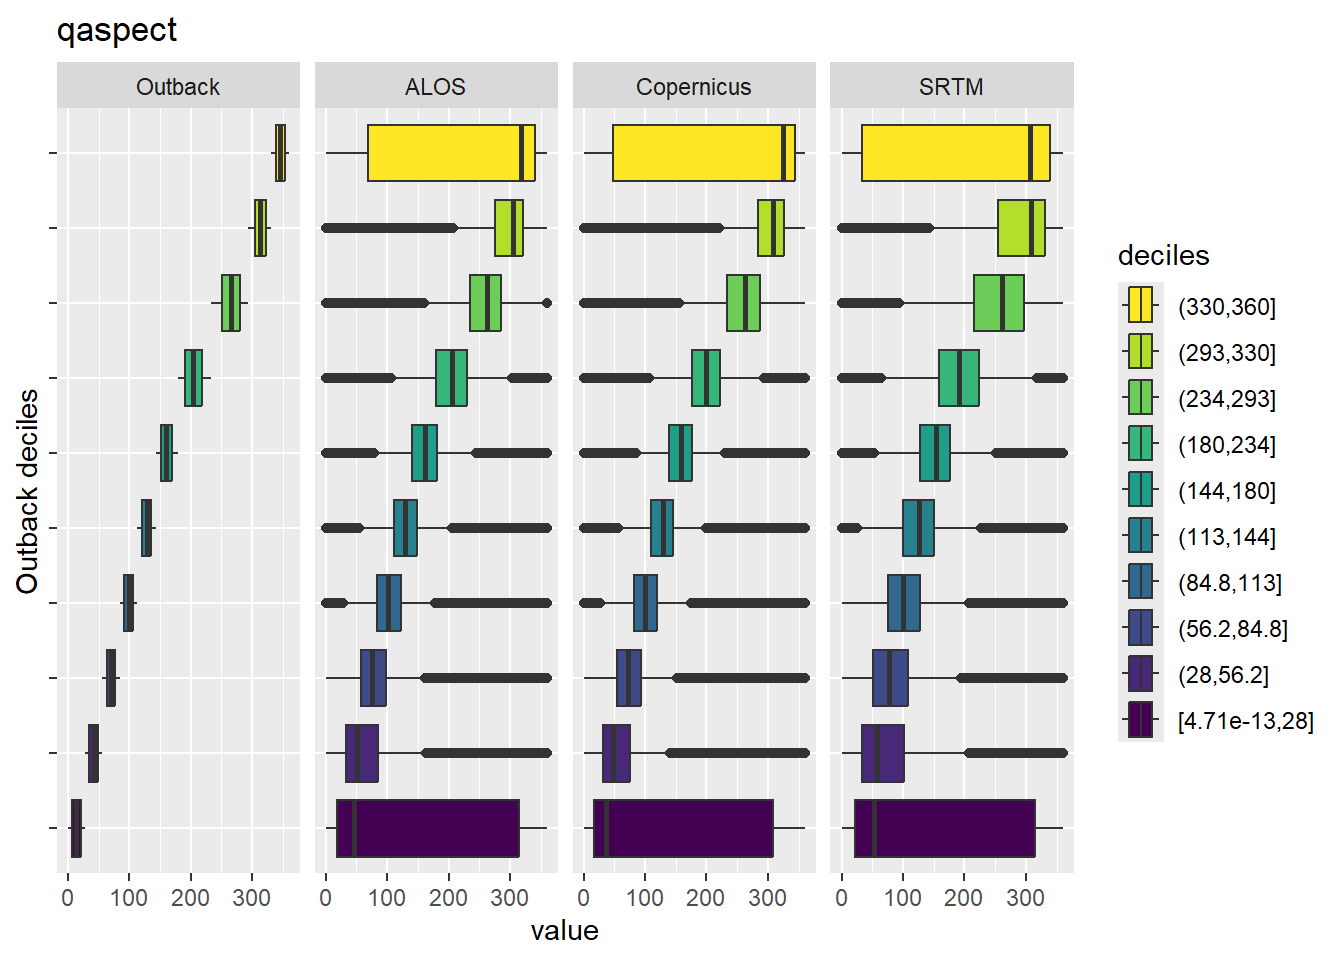 qaspect
Outback ALOS Copernicus SRTM
Outback deciles
0 100 200 300 0 100 200 300 0 100 200 300 0 100 200 300
value
deciles
(330,360]
(293,330]
(234,293]
(180,234]
(144,180]
(113,144]
(84.8,113]
(56.2,84.8]
(28,56.2]
[4.71e-13,28]